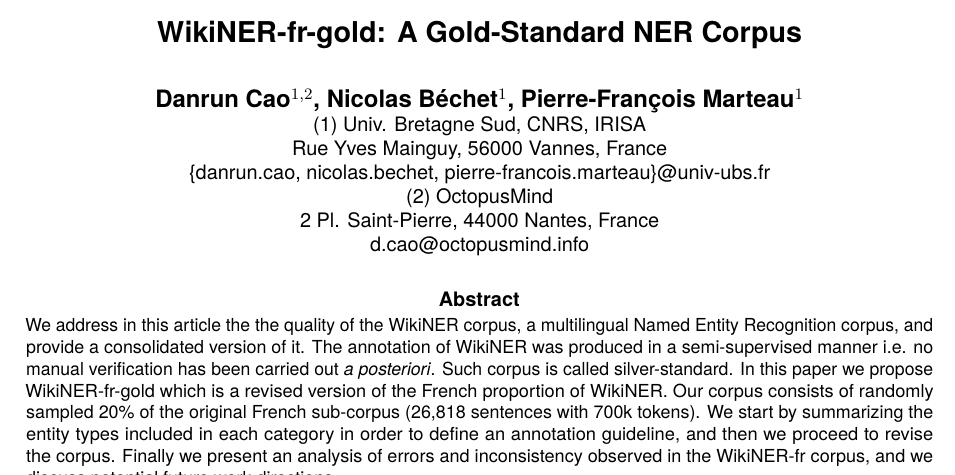 WikiNER-fr-gold: A Gold-Standard NER Corpus
Danrun Cao1,2, Nicolas Béchet1, Pierre-François Marteau1
(1) Univ. Bretagne Sud, CNRS, IRISA
Rue Yves Mainguy, 56000 Vannes, France
{danrun.cao, nicolas.bechet, pierre-francois.marteau}@univ-ubs.fr
(2) OctopusMind
2 Pl. Saint-Pierre, 44000 Nantes, France
d.cao@octopusmind.info
Abstract
We address in this article the the quality of the WikiNER corpus, a multilingual Named Entity Recognition corpus, and
provide a consolidated version of it. The annotation of WikiNER was produced in a semi-supervised manner i.e. no
manual verification has been carried out a posteriori. Such corpus is called silver-standard. In this paper we propose
WikiNER-fr-gold which is a revised version of the French proportion of WikiNER. Our corpus consists of randomly
sampled 20% of the original French sub-corpus (26,818 sentences with 700k tokens). We start by summarizing the
entity types included in each category in order to define an annotation guideline, and then we proceed to revise
the corpus. Finally we present an analysis of errors and inconsistency observed in the WikiNER-fr corpus, and we
discuss potential future work directions.